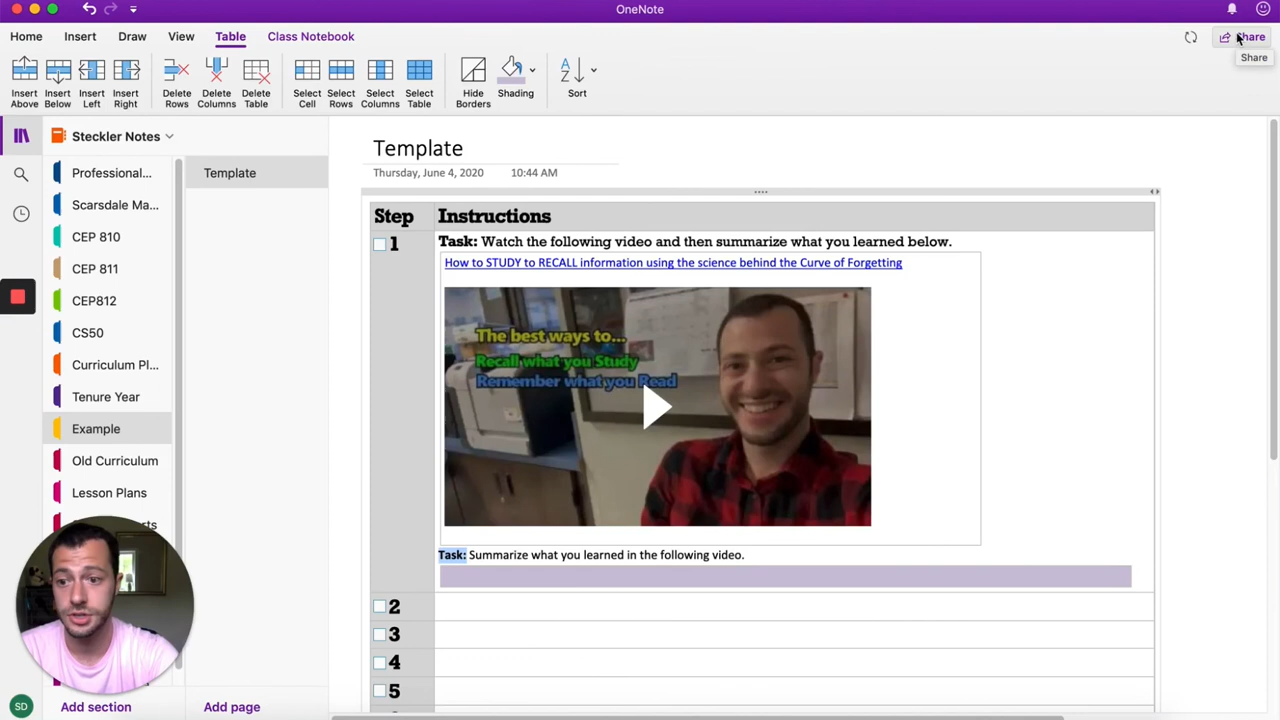 OneNote
Home Insert Draw View Table Class Notebook
Share
Share
Insert Above
Insert Below
Insert Left
Insert Right
Delete Rows
Delete Columns
Delete Table
Select Cell
Select Rows
Select Columns
Select Table
Hide Borders
Shading
Sort
Steckler Notes
Professional...
Scarsdale Ma...
CEP 810
CEP 811
CEP812
CS50
Curriculum Pl...
Tenure Year
Example
Old Curriculum
Lesson Plans
Add section
SD
Template
Add page
Template
Thursday, June 4, 2020 10:44 AM
Step Instructions
1 Task: Watch the following video and then summarize what you learned below.
How to STUDY to RECALL information using the science behind the Curve of Forgetting
The best ways to...
Recall what you Study
Remember what you Read
Task: Summarize what you learned in the following video.
2
3
4
5